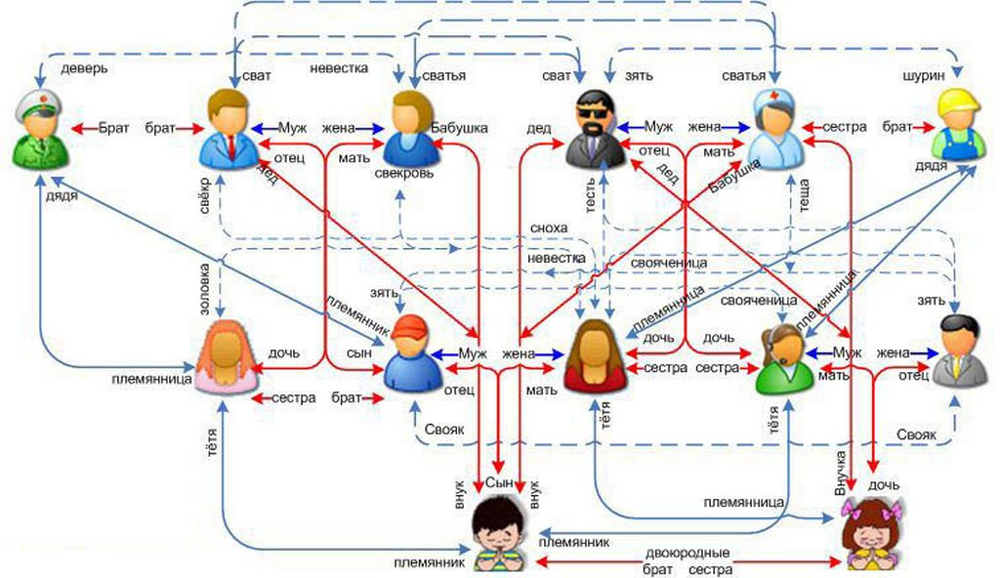 деверь
невестка
сват
сватья
сват
зять
сватья
шурин
Брат брат
Муж жена
Бабушка
дед
Муж жена
сестра брат
отец
мать
отец
мать
дед
свекровь
дед
Бабушка
дядя
дядя
свёкр
тесть
теща
сноха
невестка
свояченица
золовка
зять
племянник
племянница
свояченица
племянница
зять
дочь
сын
Муж жена
дочь
дочь
Муж жена
племянница
сестра сестра
мать
отец
сестра брат
отец
мать
тётя
Свояк
тётя
тётя
Свояк
внук
Сын
внук
Внучка
дочь
племянница
племянник
племянник
двоюродные
брат сестра